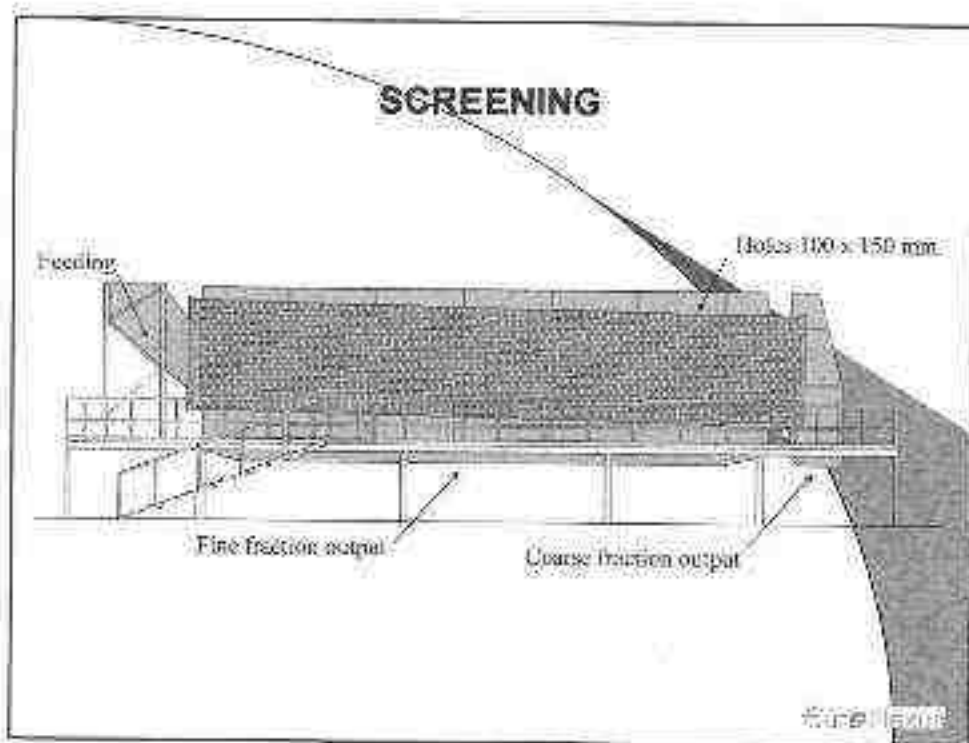 SCREENING
Holes 100 x 150 mm
Feeding
Fine fraction output
Coarse fraction output